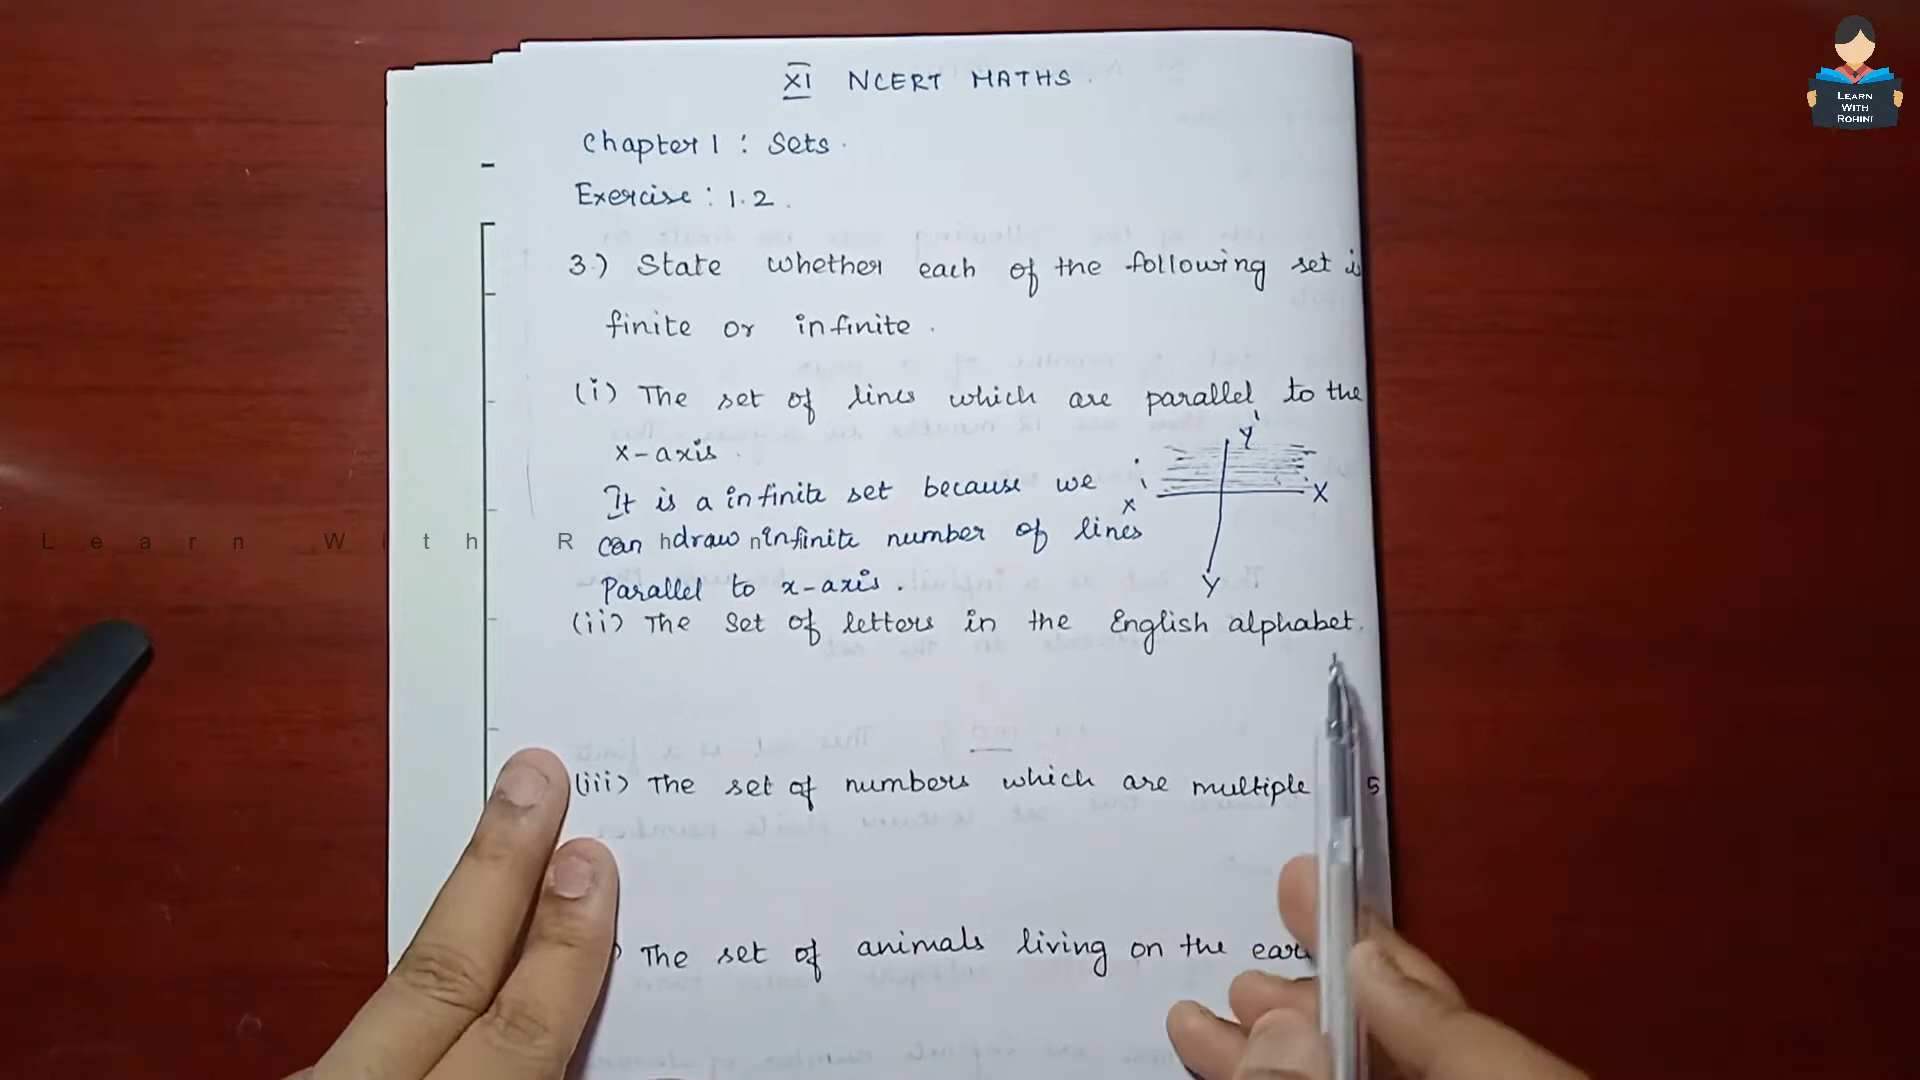 XI NCERT MATHS.
Chapter 1 : Sets.
Exercise : 1.2.
3.) State whether each of the following set is
finite or infinite.
(i) The set of lines which are parallel to the
x-axis.
It is a infinite set because we
can draw infinite number of lines
Parallel to x-axis.
Y'
X'
X
Y
(ii) The Set of letters in the English alphabet.
(iii) The set of numbers which are multiple 5
The set of animals living on the
LEARN
WITH
ROHINI
Learn With R h n